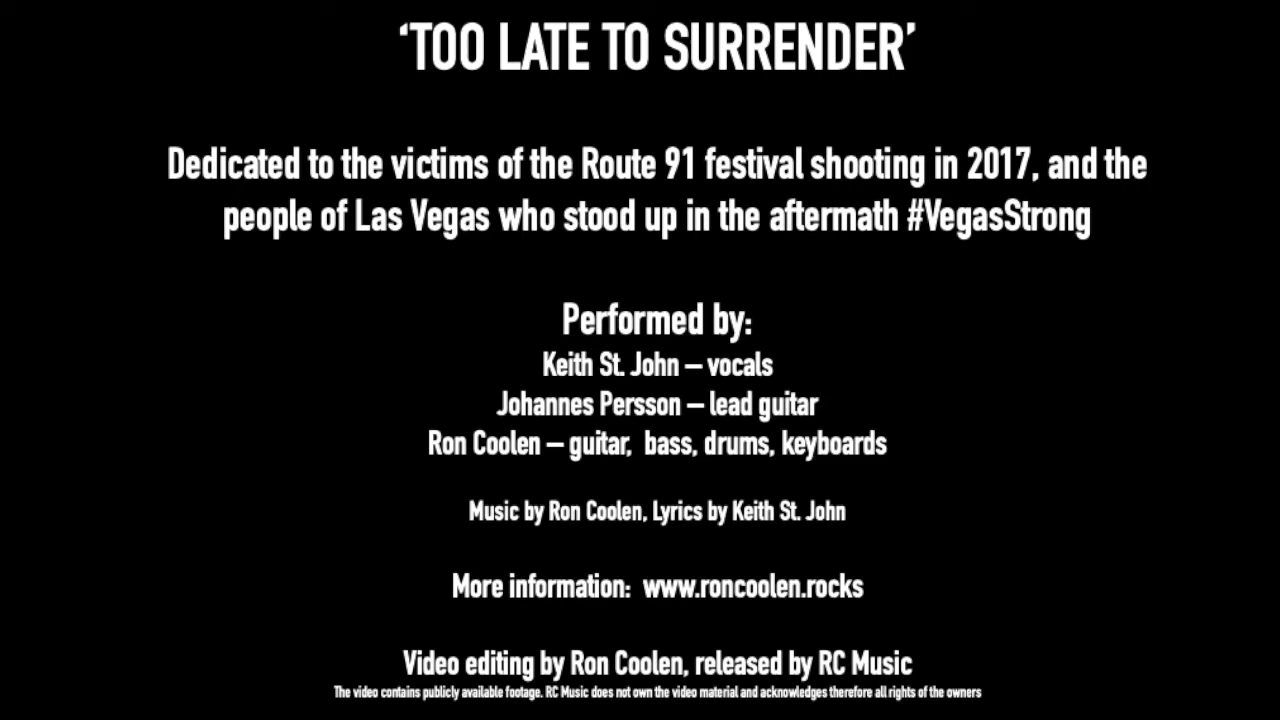 ‘TOO LATE TO SURRENDER’
Dedicated to the victims of the Route 91 festival shooting in 2017, and the
people of Las Vegas who stood up in the aftermath #VegasStrong
Performed by:
Keith St. John – vocals
Johannes Persson – lead guitar
Ron Coolen – guitar,  bass, drums, keyboards
Music by Ron Coolen, Lyrics by Keith St. John
More information:  www.roncoolen.rocks
Video editing by Ron Coolen, released by RC Music
The video contains publicly available footage. RC Music does not own the video material and acknowledges therefore all rights of the owners